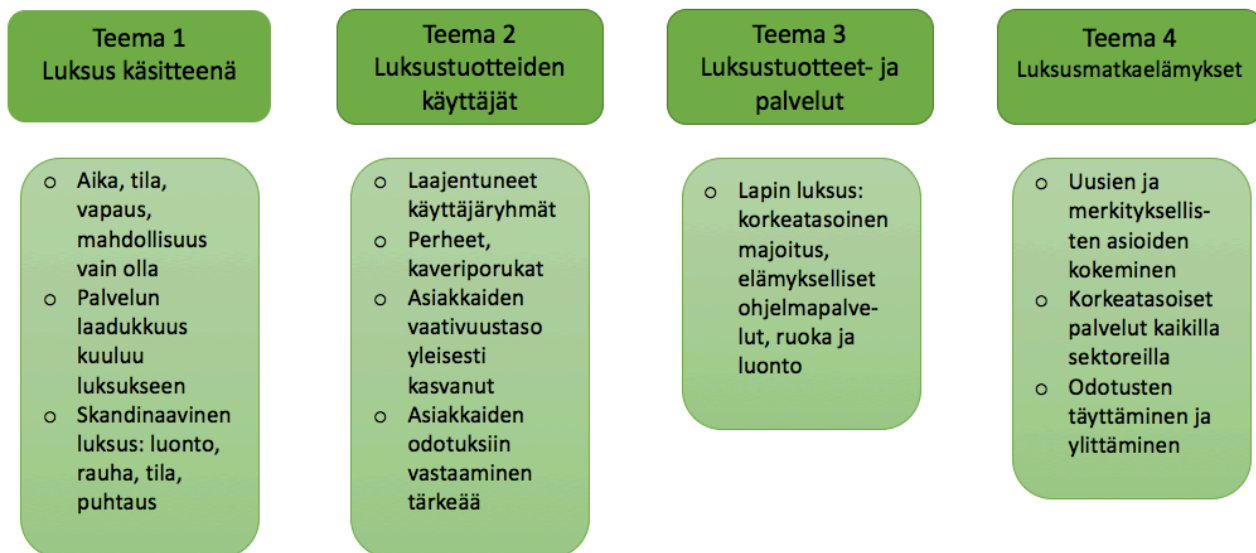 Teema 1
Luksus käsitteenä
Teema 2
Luksustuotteiden
käyttäjät
Teema 3
Luksustuotteet- ja
palvelut
Teema 4
Luksusmatkaelämykset
o Aika, tila,
vapaus,
mahdollisuus
vain olla
o Palvelun
laadukkuus
kuuluu
luksukseen
o Skandinaavinen
luksus: luonto,
rauha, tila,
puhtaus
o Laajentuneet
käyttäjäryhmät
o Perheet,
kaveriporukat
o Asiakkaiden
vaativuustaso
yleisesti
kasvanut
o Asiakkaiden
odotuksiin
vastaaminen
tärkeää
o Lapin luksus:
korkeatasoinen
majoitus,
elämykselliset
ohjelmapalve-
lut, ruoka ja
luonto
o Uusien ja
merkityksellis-
ten asioiden
kokeminen
o Korkeatasoiset
palvelut kaikilla
sektoreilla
o Odotusten
täyttäminen ja
ylittäminen